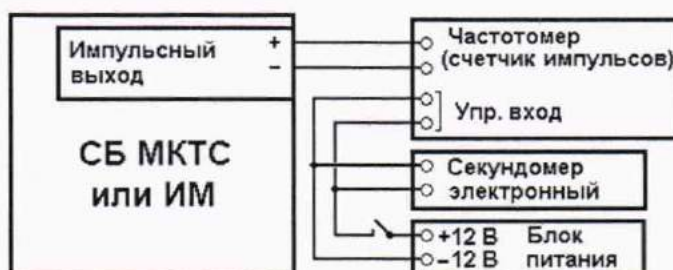 Импульсный
выход
+
−
СБ МКТС
или ИМ
Частотомер
(счетчик импульсов)
Упр. вход
Секундомер
электронный
+12 В Блок
−12 В питания